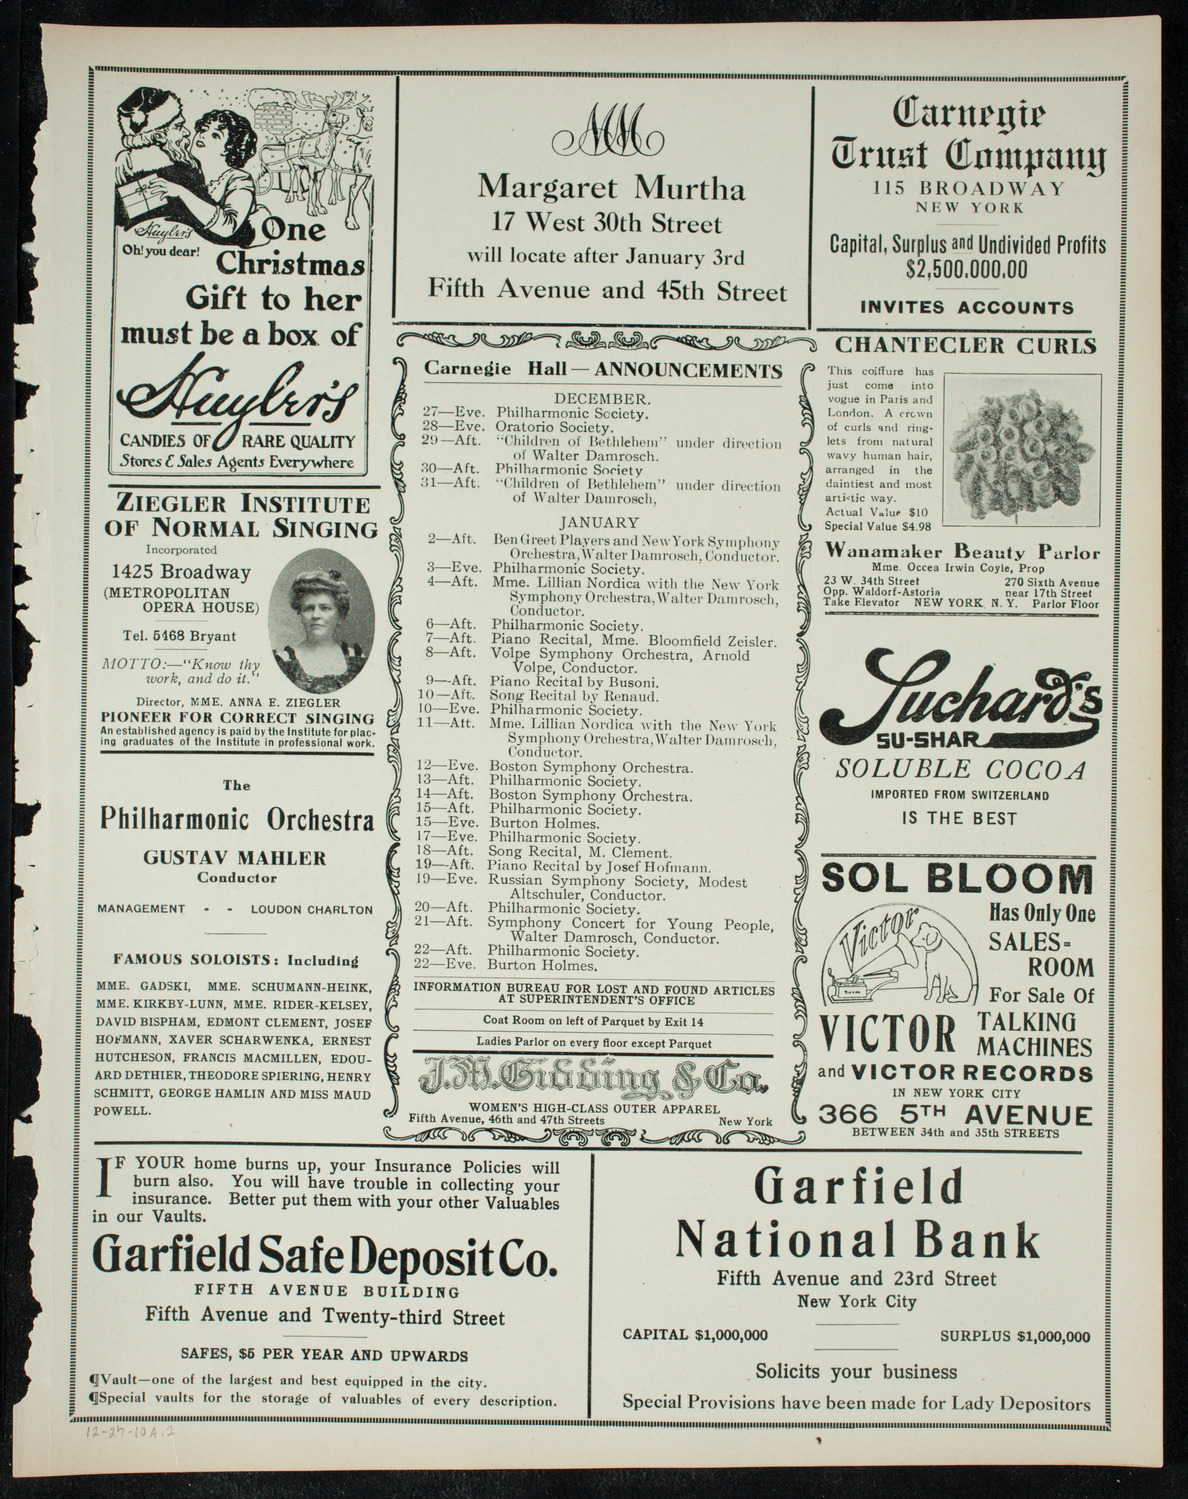 Huyler's
Oh! you dear!
One
Christmas
Gift to her
must be a box of
Huyler's
CANDIES OF RARE QUALITY
Stores & Sales Agents Everywhere
ZIEGLER INSTITUTE
OF NORMAL SINGING
Incorporated
1425 Broadway
(METROPOLITAN
OPERA HOUSE)
Tel. 5468 Bryant
MOTTO:—"Know thy
work, and do it."
Director, MME. ANNA E. ZIEGLER
PIONEER FOR CORRECT SINGING
An established agency is paid by the Institute for plac-
ing graduates of the Institute in professional work.
The
Philharmonic Orchestra
GUSTAV MAHLER
Conductor
MANAGEMENT - - LOUDON CHARLTON
FAMOUS SOLOISTS: Including
MME. GADSKI, MME. SCHUMANN-HEINK,
MME. KIRKBY-LUNN, MME. RIDER-KELSEY,
DAVID BISPHAM, EDMONT CLEMENT, JOSEF
HOFMANN, XAVER SCHARWENKA, ERNEST
HUTCHESON, FRANCIS MACMILLEN, EDOU-
ARD DETHIER, THEODORE SPIERING, HENRY
SCHMITT, GEORGE HAMLIN AND MISS MAUD
POWELL.
MM
Margaret Murtha
17 West 30th Street
will locate after January 3rd
Fifth Avenue and 45th Street
Carnegie Hall—ANNOUNCEMENTS
DECEMBER.
27—Eve. Philharmonic Society.
28—Eve. Oratorio Society.
29—Aft. "Children of Bethlehem" under direction
of Walter Damrosch.
30—Aft. Philharmonic Society
31—Aft. "Children of Bethlehem" under direction
of Walter Damrosch,
JANUARY
2—Aft. Ben Greet Players and New York Symphony
Orchestra, Walter Damrosch, Conductor.
3—Eve. Philharmonic Society.
4—Aft. Mme. Lillian Nordica with the New York
Symphony Orchestra, Walter Damrosch,
Conductor.
6—Aft. Philharmonic Society.
7—Aft. Piano Recital, Mme. Bloomfield Zeisler.
8—Aft. Volpe Symphony Orchestra, Arnold
Volpe, Conductor.
9—Aft. Piano Recital by Busoni.
10—Aft. Song Recital by Renaud.
10—Eve. Philharmonic Society.
11—Aft. Mme. Lillian Nordica with the New York
Symphony Orchestra, Walter Damrosch,
Conductor.
12—Eve. Boston Symphony Orchestra.
13—Aft. Philharmonic Society.
14—Aft. Boston Symphony Orchestra.
15—Aft. Philharmonic Society.
15—Eve. Burton Holmes.
17—Eve. Philharmonic Society.
18—Aft. Song Recital, M. Clement.
19—Aft. Piano Recital by Josef Hofmann.
19—Eve. Russian Symphony Society, Modest
Altschuler, Conductor.
20—Aft. Philharmonic Society.
21—Aft. Symphony Concert for Young People,
Walter Damrosch, Conductor.
22—Aft. Philharmonic Society.
22—Eve. Burton Holmes.
INFORMATION BUREAU FOR LOST AND FOUND ARTICLES
AT SUPERINTENDENT'S OFFICE
Coat Room on left of Parquet by Exit 14
Ladies Parlor on every floor except Parquet
J.M. Gidding & Co.
WOMEN'S HIGH-CLASS OUTER APPAREL
Fifth Avenue, 46th and 47th Streets New York
Carnegie
Trust Company
115 BROADWAY
NEW YORK
Capital, Surplus and Undivided Profits
$2,500,000.00
INVITES ACCOUNTS
CHANTECLER CURLS
This coiffure has
just come into
vogue in Paris and
London. A crown
of curls and ring-
lets from natural
wavy human hair,
arranged in the
daintiest and most
artistic way.
Actual Value $10
Special Value $4.98
Wanamaker Beauty Parlor
Mme. Occea Irwin Coyle, Prop
23 W. 34th Street 270 Sixth Avenue
Opp. Waldorf-Astoria near 17th Street
Take Elevator NEW YORK, N. Y. Parlor Floor
Suchard's
SU-SHAR
SOLUBLE COCOA
IMPORTED FROM SWITZERLAND
IS THE BEST
SOL BLOOM
Victor
Has Only One
SALES-
ROOM
For Sale Of
VICTOR TALKING
MACHINES
and VICTOR RECORDS
IN NEW YORK CITY
366 5TH AVENUE
BETWEEN 34th and 35th STREETS
IF YOUR home burns up, your Insurance Policies will
burn also. You will have trouble in collecting your
insurance. Better put them with your other Valuables
in our Vaults.
Garfield Safe Deposit Co.
FIFTH AVENUE BUILDING
Fifth Avenue and Twenty-third Street
SAFES, $5 PER YEAR AND UPWARDS
¶Vault—one of the largest and best equipped in the city.
¶Special vaults for the storage of valuables of every description.
Garfield
National Bank
Fifth Avenue and 23rd Street
New York City
CAPITAL $1,000,000 SURPLUS $1,000,000
Solicits your business
Special Provisions have been made for Lady Depositors
12-27-10A.2